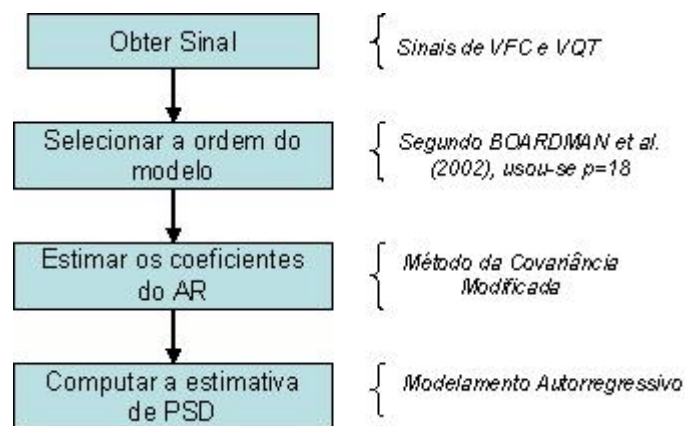 Obter Sinal
Sinais de VFC e VQT
Selecionar a ordem do
modelo
Segundo BOARDMAN et al.
(2002), usou-se p=18
Estimar os coeficientes
do AR
Método da Covariância
Modificada
Computar a estimativa
de PSD
Modelamento Autorregressivo